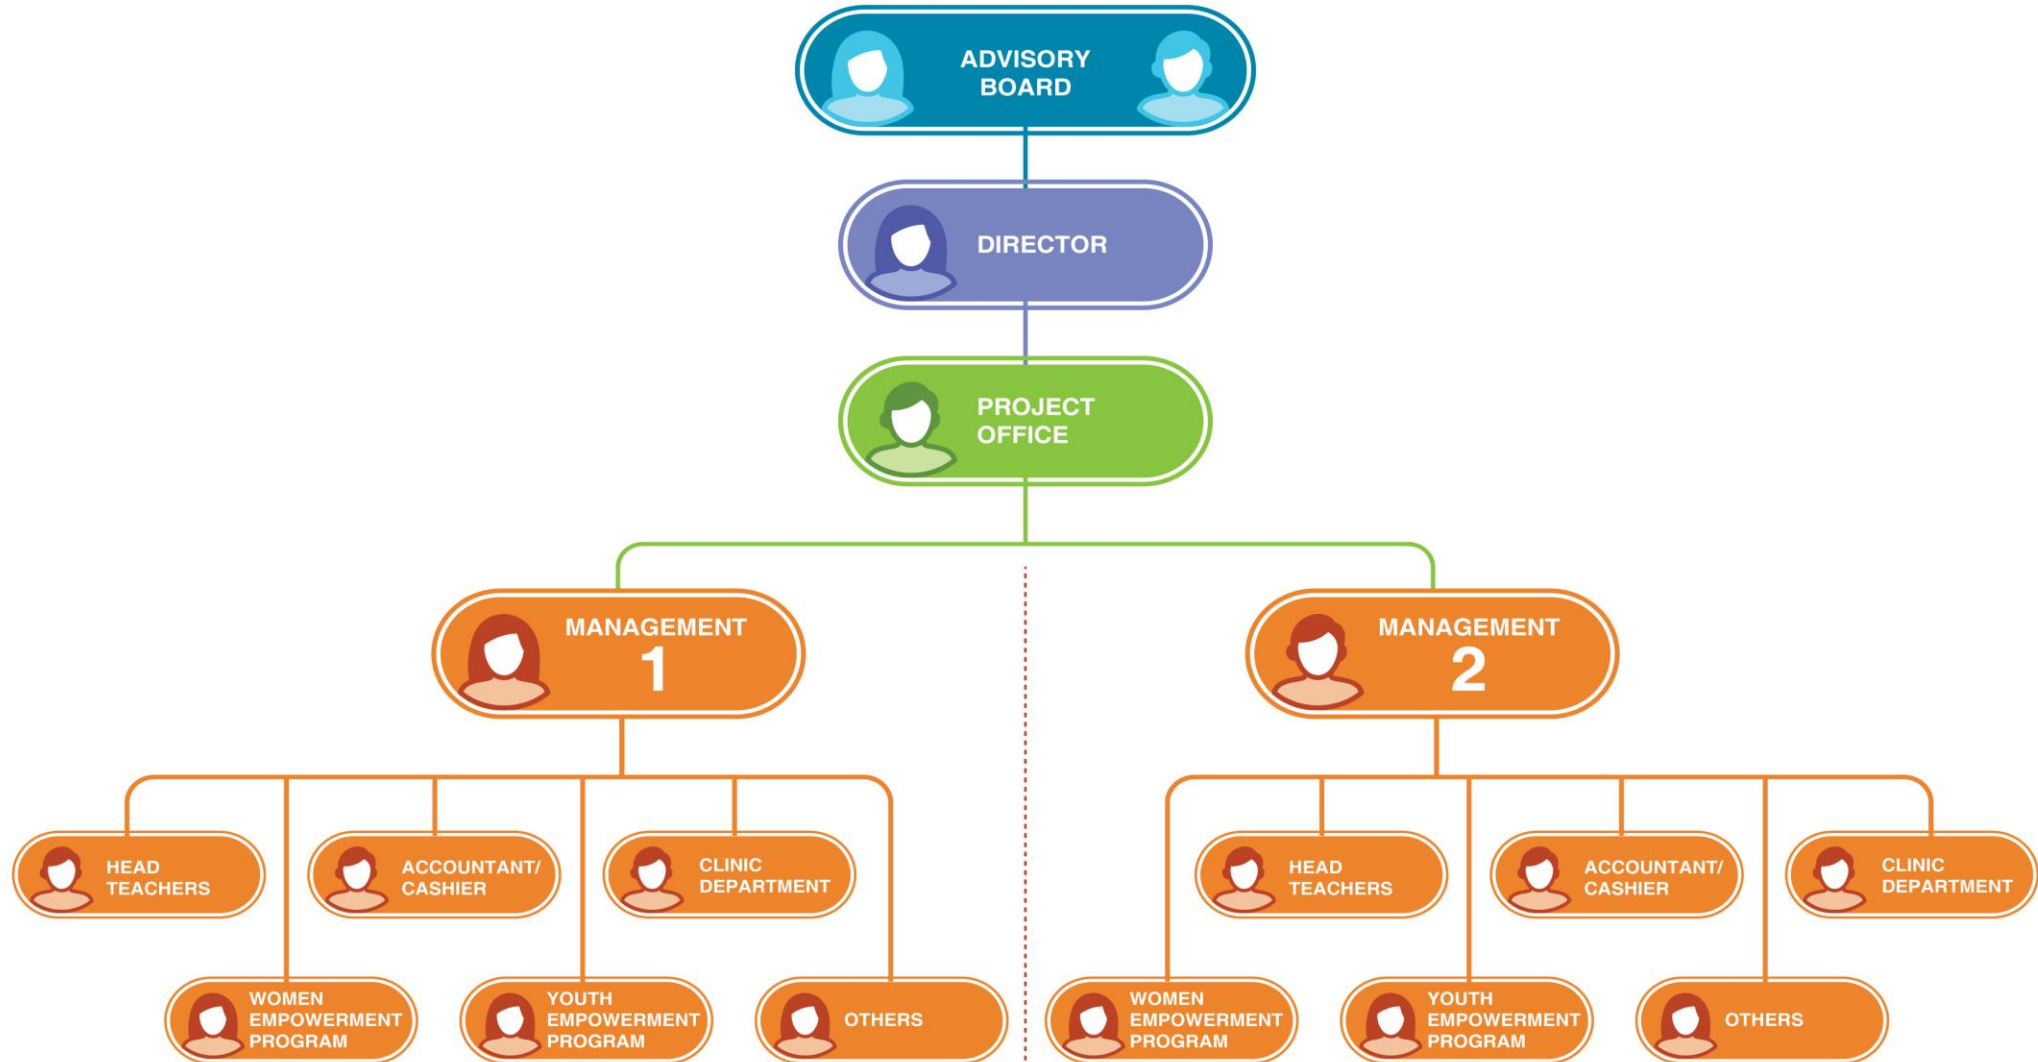 ADVISORY
BOARD
DIRECTOR
PROJECT
OFFICE
MANAGEMENT
1
MANAGEMENT
2
HEAD
TEACHERS
ACCOUNTANT/
CASHIER
CLINIC
DEPARTMENT
HEAD
TEACHERS
ACCOUNTANT/
CASHIER
CLINIC
DEPARTMENT
WOMEN
EMPOWERMENT
PROGRAM
YOUTH
EMPOWERMENT
PROGRAM
OTHERS
WOMEN
EMPOWERMENT
PROGRAM
YOUTH
EMPOWERMENT
PROGRAM
OTHERS